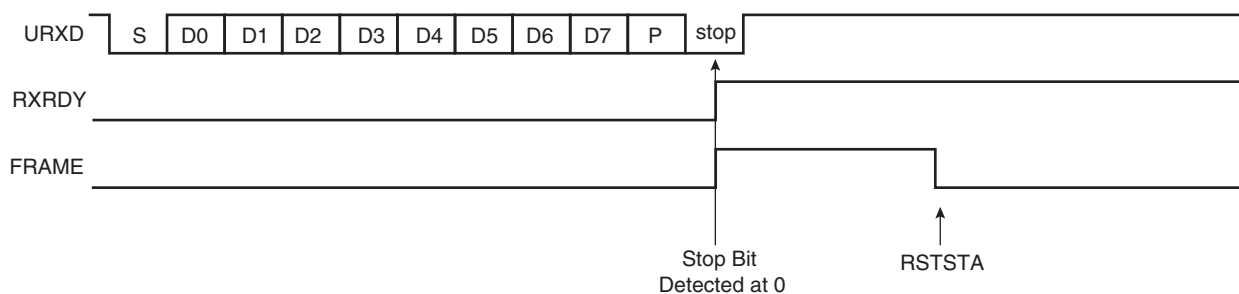 URXD S D0 D1 D2 D3 D4 D5 D6 D7 P stop
RXRDY
FRAME
Stop Bit
Detected at 0
RSTSTA